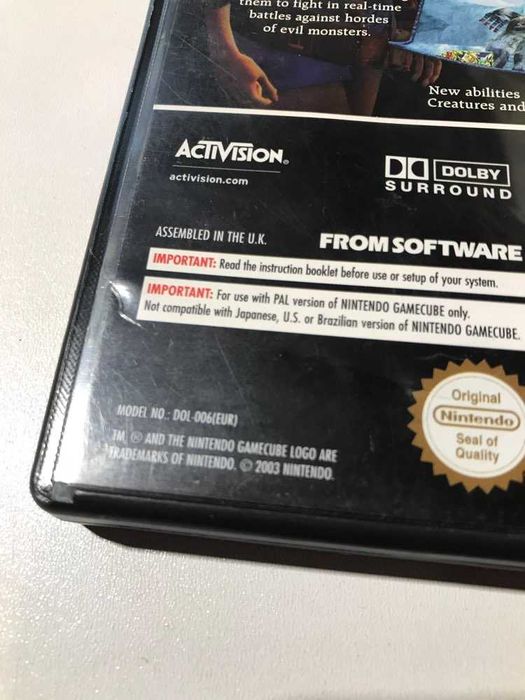 them to fight in real-time
battles against hordes
of evil monsters.
New abilities
Creatures and
ACTIVISION®
activision.com
DOLBY
SURROUND
ASSEMBLED IN THE U.K.
FROM SOFTWARE
IMPORTANT: Read the instruction booklet before use or setup of your system.
IMPORTANT: For use with PAL version of NINTENDO GAMECUBE only.
Not compatible with Japanese, U.S. or Brazilian version of NINTENDO GAMECUBE.
Original
Nintendo
Seal of
Quality
MODEL NO.: DOL-006(EUR)
TM, ® AND THE NINTENDO GAMECUBE LOGO ARE
TRADEMARKS OF NINTENDO. © 2003 NINTENDO.